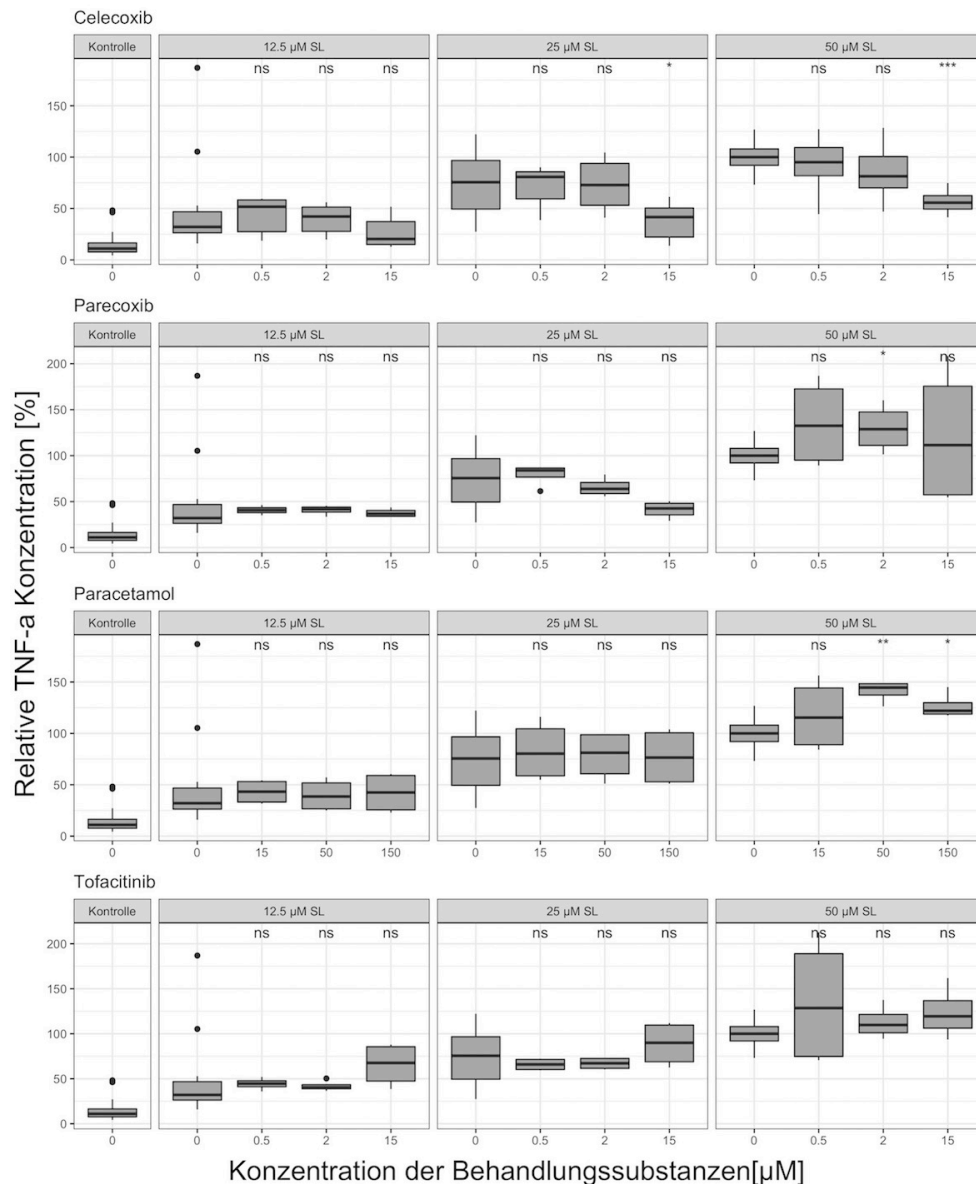 Celecoxib
Kontrolle 12.5 µM SL 25 µM SL 50 µM SL
ns ns ns ns ns * ns ns ***
150
100
50
0
0 0 0.5 2 15 0 0.5 2 15 0 0.5 2 15
Parecoxib
Kontrolle 12.5 µM SL 25 µM SL 50 µM SL
ns ns ns ns ns ns ns * ns
200
150
100
50
0
0 0 0.5 2 15 0 0.5 2 15 0 0.5 2 15
Relative TNF-a Konzentration [%]
Paracetamol
Kontrolle 12.5 µM SL 25 µM SL 50 µM SL
ns ns ns ns ns ns ns ** *
150
100
50
0
0 0 15 50 150 0 15 50 150 0 15 50 150
Tofacitinib
Kontrolle 12.5 µM SL 25 µM SL 50 µM SL
ns ns ns ns ns ns ns ns ns
200
150
100
50
0
0 0 0.5 2 15 0 0.5 2 15 0 0.5 2 15
Konzentration der Behandlungssubstanzen[µM]